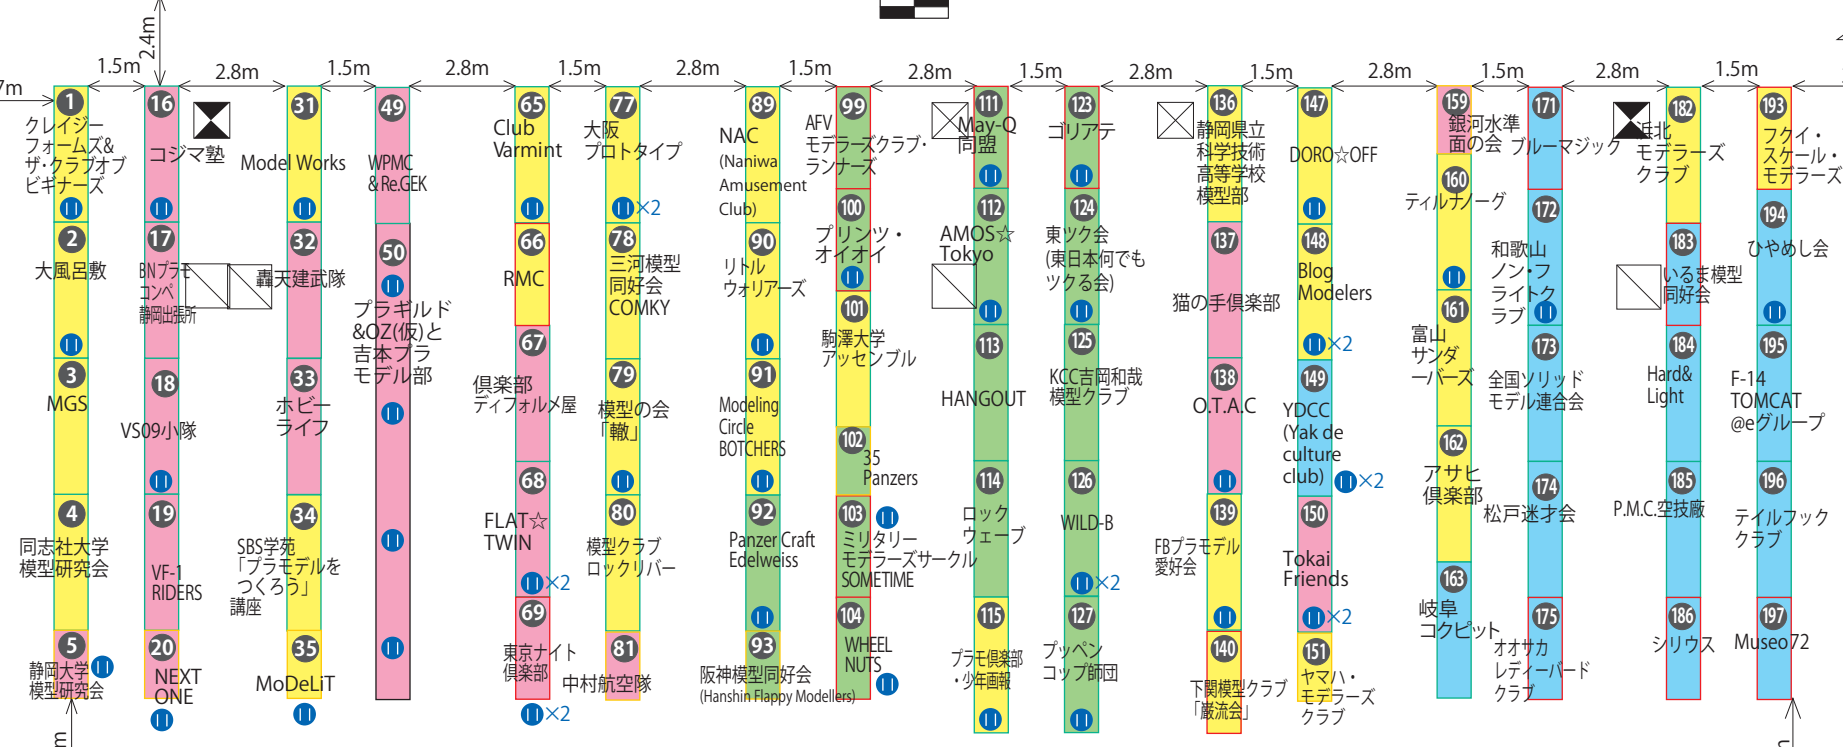 2.4m
7m
1.5m
2.8m
1.5m
2.8m
1.5m
2.8m
1.5m
2.8m
1.5m
2.8m
1.5m
2.8m
1.5m
2.8m
1.5m
1
クレイジー
フォームズ&
ザ・クラブオブ
ビギナーズ
2
大風呂敷
3
MGS
4
同志社大学
模型研究会
5
静岡大学
模型研究会
16
コジマ塾
17
BNプラモ
コンペ
静岡出張所
18
VS09小隊
19
VF-1
RIDERS
20
NEXT
ONE
31
Model Works
32
轟天建武隊
33
ホビー
ライフ
34
SBS学苑
「プラモデルを
つくろう」
講座
35
MoDeLiT
49
WPMC
& Re.GEK
50
プラギルド
&OZ(仮)と
吉本プラ
モデル部
65
Club
Varmint
66
RMC
67
倶楽部
ディフォルメ屋
68
FLAT☆
TWIN
×2
69
東京ナイト
倶楽部
×2
77
大阪
プロトタイプ
×2
78
三河模型
同好会
COMKY
79
模型の会
「轍」
80
模型クラブ
ロックリバー
81
中村航空隊
89
NAC
(Naniwa
Amusement
Club)
90
リトル
ウォリアーズ
91
Modeling
Circle
BOTCHERS
92
Panzer Craft
Edelweiss
93
阪神模型同好会
(Hanshin Flappy Modellers)
99
AFV
モデラーズクラブ・
ランナーズ
100
プリンツ・
オイオイ
101
駒澤大学
アッセンブル
102
35
Panzers
103
ミリタリー
モデラーズサークル
SOMETIME
104
WHEEL
NUTS
111
May-Q
同盟
112
AMOS☆
Tokyo
113
HANGOUT
114
ロック
ウェーブ
115
プラモ倶楽部
・少年画報
123
ゴリアテ
124
東ツク会
(東日本何でも
ツクる会)
125
KCC吉岡和哉
模型クラブ
126
WILD-B
×2
127
プッペン
コップ師団
136
静岡県立
科学技術
高等学校
模型部
137
猫の手倶楽部
138
O.T.A.C
139
FBプラモデル
愛好会
140
下関模型クラブ
「巌流会」
147
DORO☆OFF
148
Blog
Modelers
×2
149
YDCC
(Yak de
culture
club)
×2
150
Tokai
Friends
×2
151
ヤマハ・
モデラーズ
クラブ
159
銀河水準
面の会
160
ティルナノーグ
161
富山
サンダ
ーバーズ
162
アサヒ
倶楽部
163
岐阜
コクピット
171
ブルーマジック
172
和歌山
ノン・フ
ライトク
ラブ
173
全国ソリッド
モデル連合会
174
松戸迷才会
175
オオサカ
レディーバード
クラブ
182
浜北
モデラーズ
クラブ
183
いるま模型
同好会
184
Hard&
Light
185
P.M.C.空技廠
186
シリウス
193
フクイ・
スケール・
モデラーズ
194
ひやめし会
195
F-14
TOMCAT
@eグループ
196
テイルフック
クラブ
197
Museo72
m